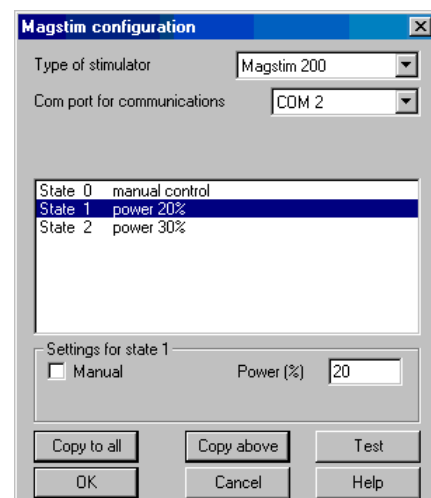 Magstim configuration
Type of stimulator Magstim 200
Com port for communications COM 2
State 0 manual control
State 1 power 20%
State 2 power 30%
Settings for state 1
Manual Power (%) 20
Copy to all Copy above Test
OK Cancel Help